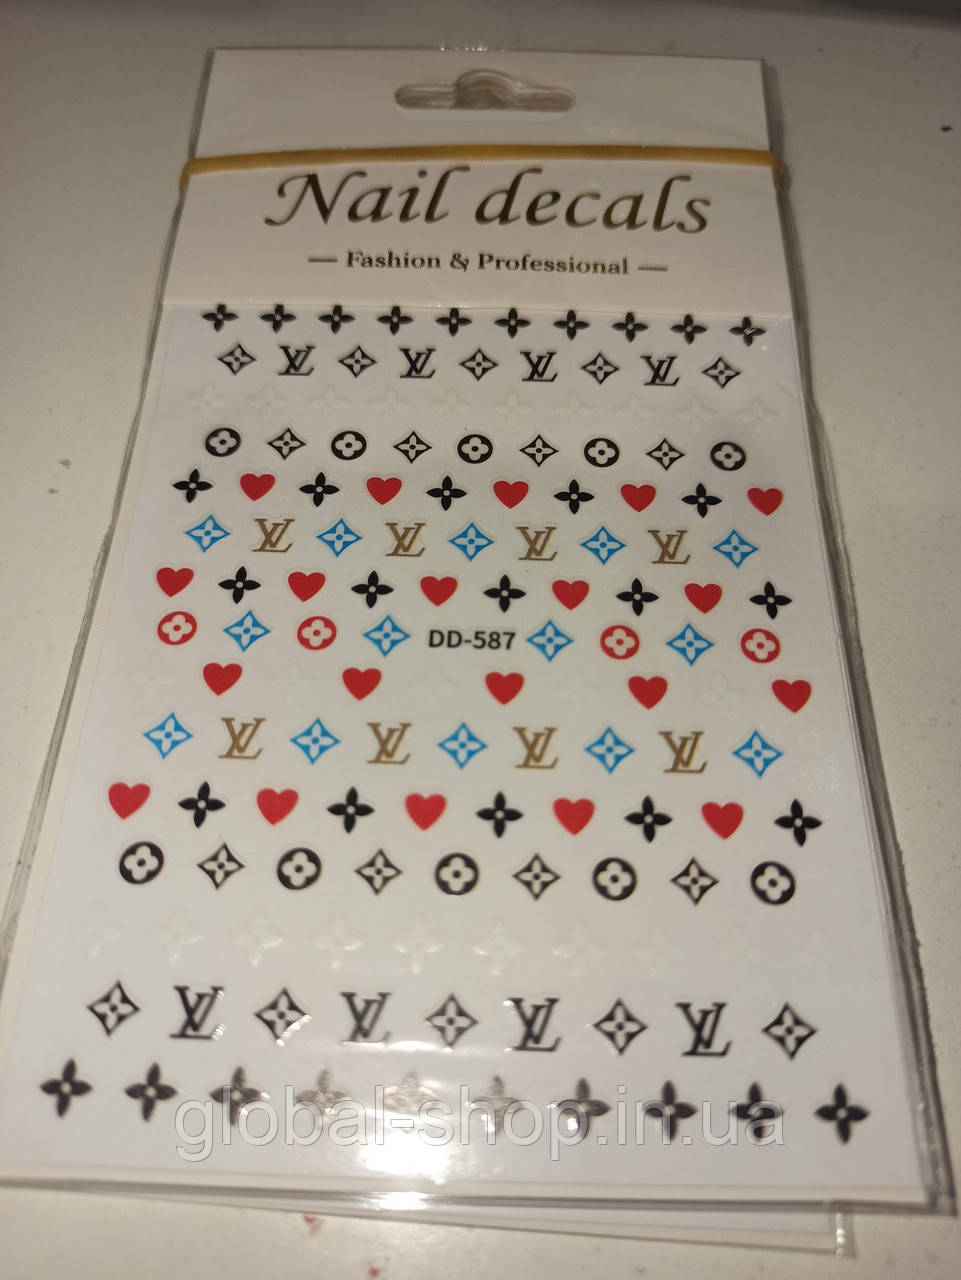 Nail decals
— Fashion & Professional —
LV LV LV LV
LV LV LV LV
DD-587
LV LV LV LV
LV LV LV LV
global-shop.in.ua